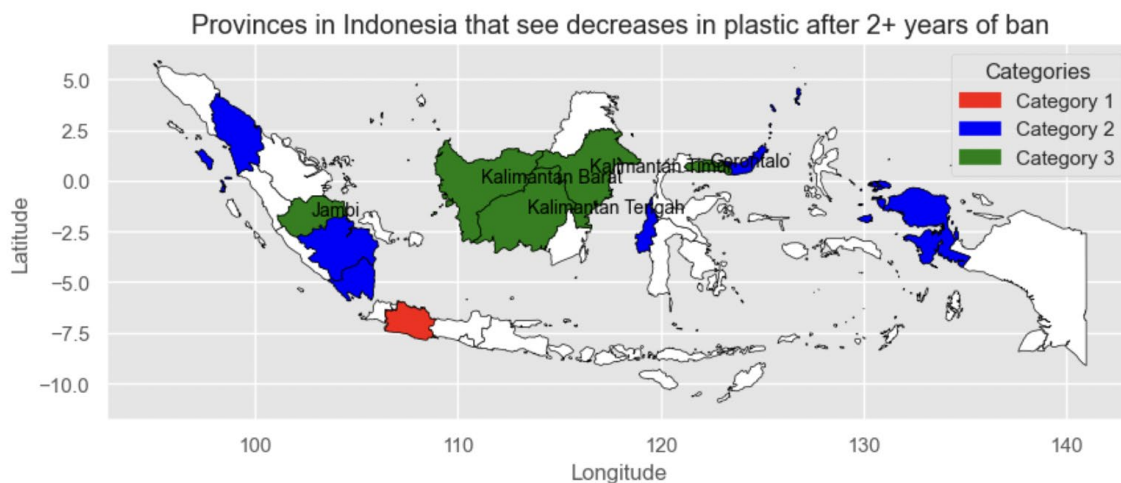 Provinces in Indonesia that see decreases in plastic after 2+ years of ban
Categories
Category 1
Category 2
Category 3
5.0
2.5
0.0
−2.5
−5.0
−7.5
−10.0
Latitude
Kalimantan Timur
Gorontalo
Kalimantan Barat
Kalimantan Tengah
Jambi
100
110
120
130
140
Longitude